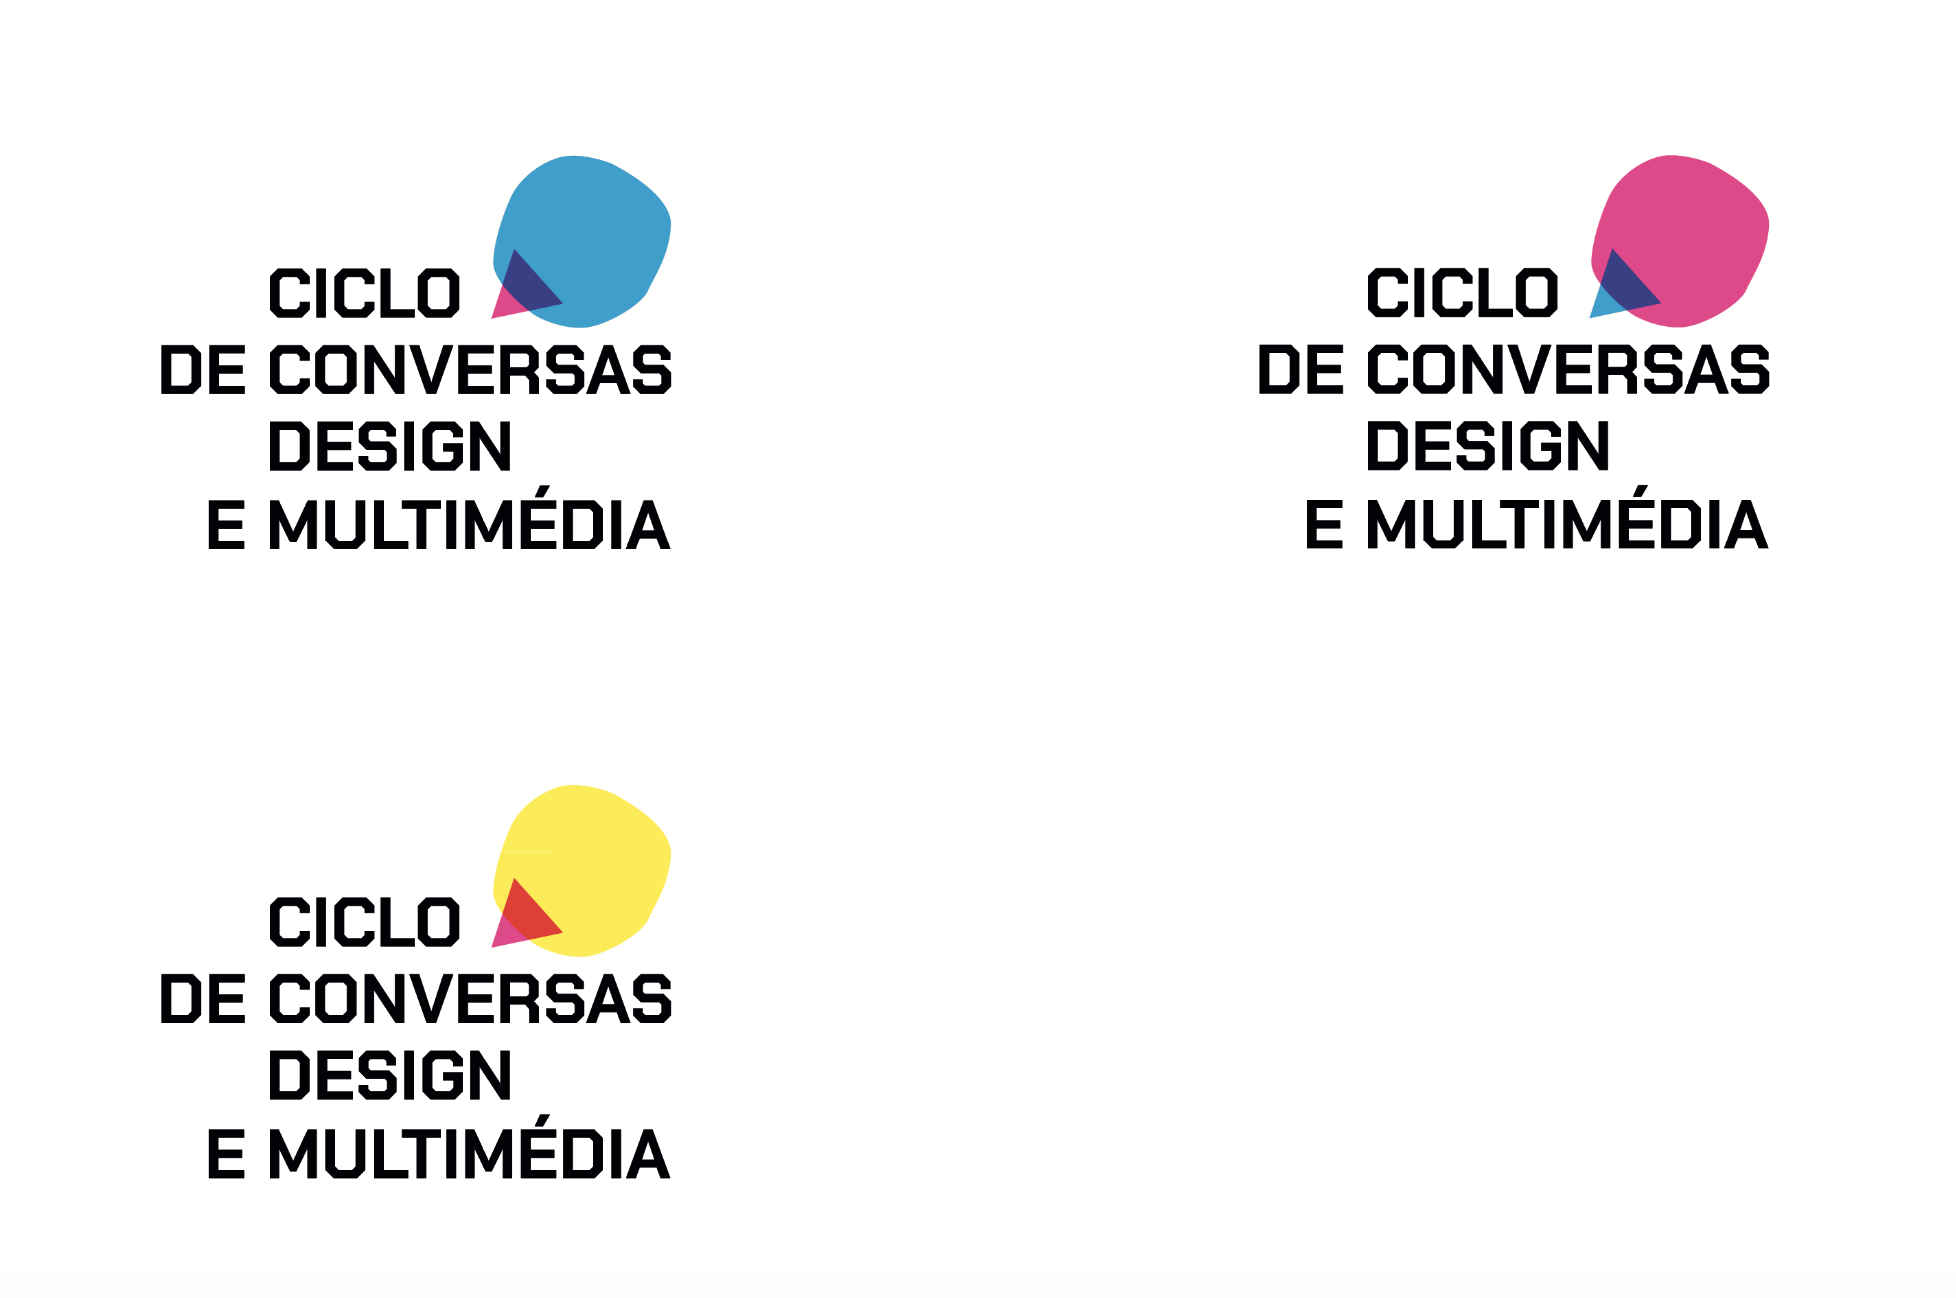 CICLO
DE CONVERSAS
DESIGN
E MULTIMÉDIA
CICLO
DE CONVERSAS
DESIGN
E MULTIMÉDIA
CICLO
DE CONVERSAS
DESIGN
E MULTIMÉDIA